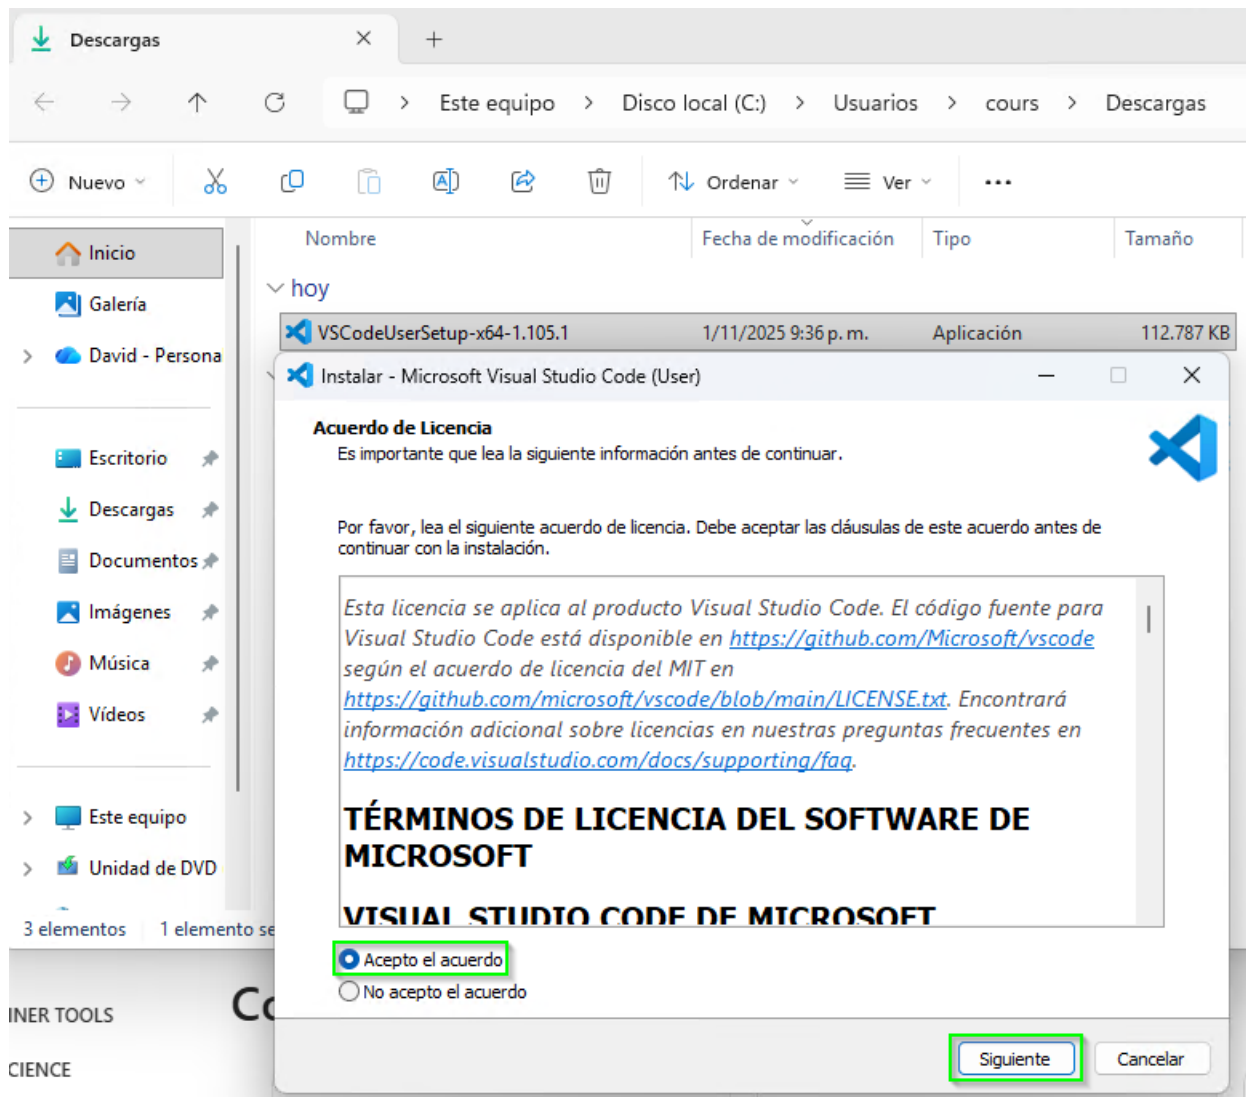 Descargas
Este equipo > Disco local (C:) > Usuarios > cours > Descargas
Nuevo
Ordenar
Ver
Nombre
Fecha de modificación
Tipo
Tamaño
Inicio
Galería
David - Persona
Escritorio
Descargas
Documentos
Imágenes
Música
Vídeos
Este equipo
Unidad de DVD
hoy
VSCodeUserSetup-x64-1.105.1
1/11/2025 9:36 p. m.
Aplicación
112.787 KB
3 elementos
1 elemento se
Instalar - Microsoft Visual Studio Code (User)
Acuerdo de Licencia
Es importante que lea la siguiente información antes de continuar.
Por favor, lea el siguiente acuerdo de licencia. Debe aceptar las cláusulas de este acuerdo antes de
continuar con la instalación.
Esta licencia se aplica al producto Visual Studio Code. El código fuente para
Visual Studio Code está disponible en https://github.com/Microsoft/vscode
según el acuerdo de licencia del MIT en
https://github.com/microsoft/vscode/blob/main/LICENSE.txt. Encontrará
información adicional sobre licencias en nuestras preguntas frecuentes en
https://code.visualstudio.com/docs/supporting/faq.
TÉRMINOS DE LICENCIA DEL SOFTWARE DE
MICROSOFT
VISUAL STUDIO CODE DE MICROSOFT
Acepto el acuerdo
No acepto el acuerdo
Siguiente
Cancelar
INER TOOLS
CIENCE